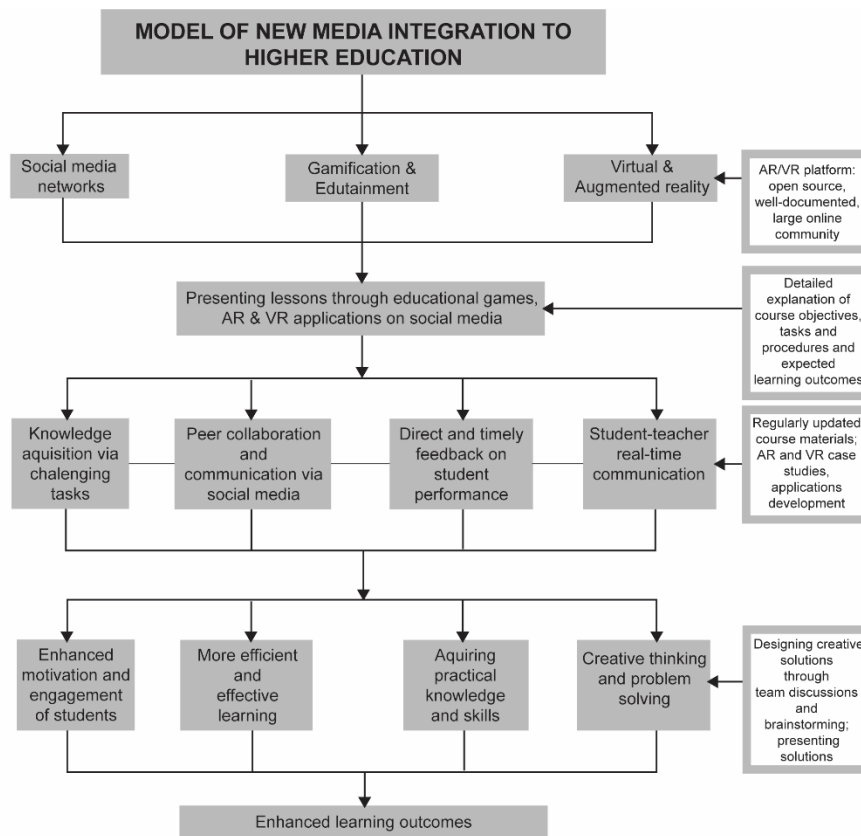 MODEL OF NEW MEDIA INTEGRATION TO
HIGHER EDUCATION
Social media
networks
Gamification &
Edutainment
Virtual &
Augmented reality
AR/VR platform:
open source,
well-documented,
large online
community
Presenting lessons through educational games,
AR & VR applications on social media
Detailed
explanation of
course objectives,
tasks and
procedures and
expected
learning outcomes
Knowledge
aquisition via
chalenging
tasks
Peer collaboration
and
communication via
social media
Direct and timely
feedback on
student
performance
Student-teacher
real-time
communication
Regularly updated
course materials;
AR and VR case
studies,
applications
development
Enhanced
motivation and
engagement
of students
More efficient
and
effective
learning
Aquiring
practical
knowledge
and skills
Creative thinking
and problem
solving
Designing creative
solutions
through
team discussions
and
brainstorming;
presenting
solutions
Enhanced learning outcomes